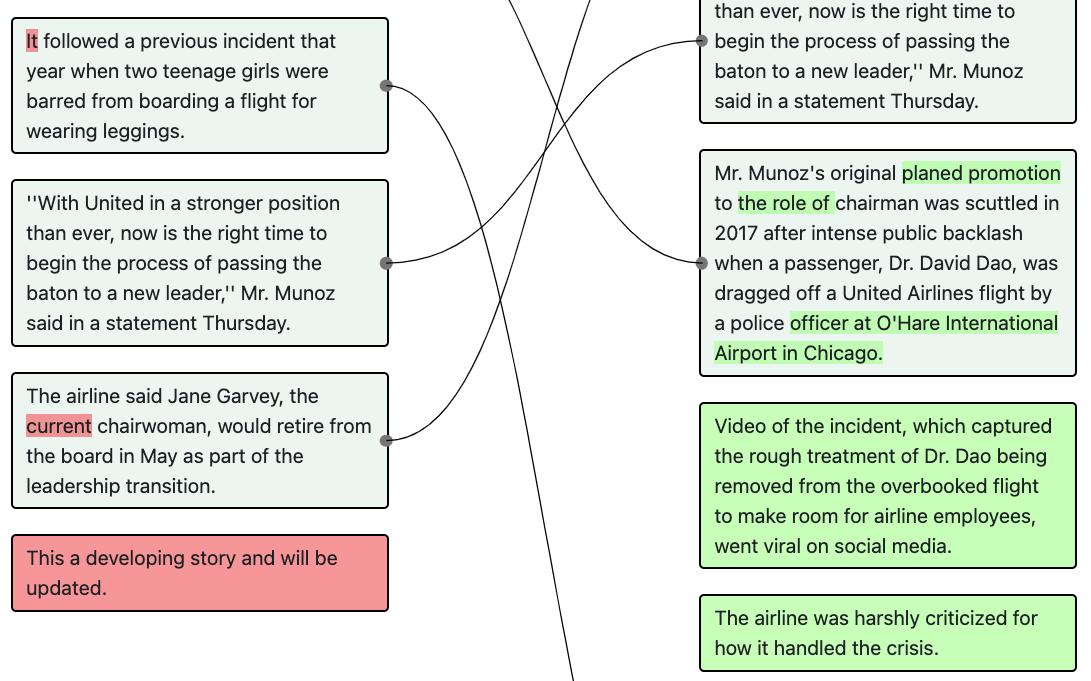 It followed a previous incident that
year when two teenage girls were
barred from boarding a flight for
wearing leggings.
''With United in a stronger position
than ever, now is the right time to
begin the process of passing the
baton to a new leader,'' Mr. Munoz
said in a statement Thursday.
The airline said Jane Garvey, the
current chairwoman, would retire from
the board in May as part of the
leadership transition.
This a developing story and will be
updated.
than ever, now is the right time to
begin the process of passing the
baton to a new leader,'' Mr. Munoz
said in a statement Thursday.
Mr. Munoz's original planed promotion
to the role of chairman was scuttled in
2017 after intense public backlash
when a passenger, Dr. David Dao, was
dragged off a United Airlines flight by
a police officer at O'Hare International
Airport in Chicago.
Video of the incident, which captured
the rough treatment of Dr. Dao being
removed from the overbooked flight
to make room for airline employees,
went viral on social media.
The airline was harshly criticized for
how it handled the crisis.